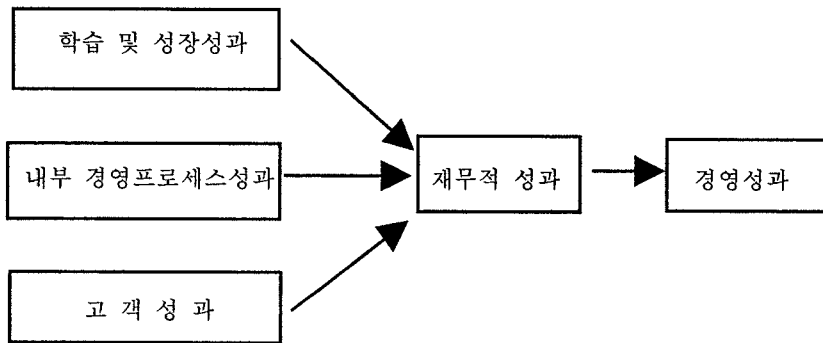 학습 및 성장성과
내부 경영프로세스성과
재무적 성과
경영성과
고 객 성 과